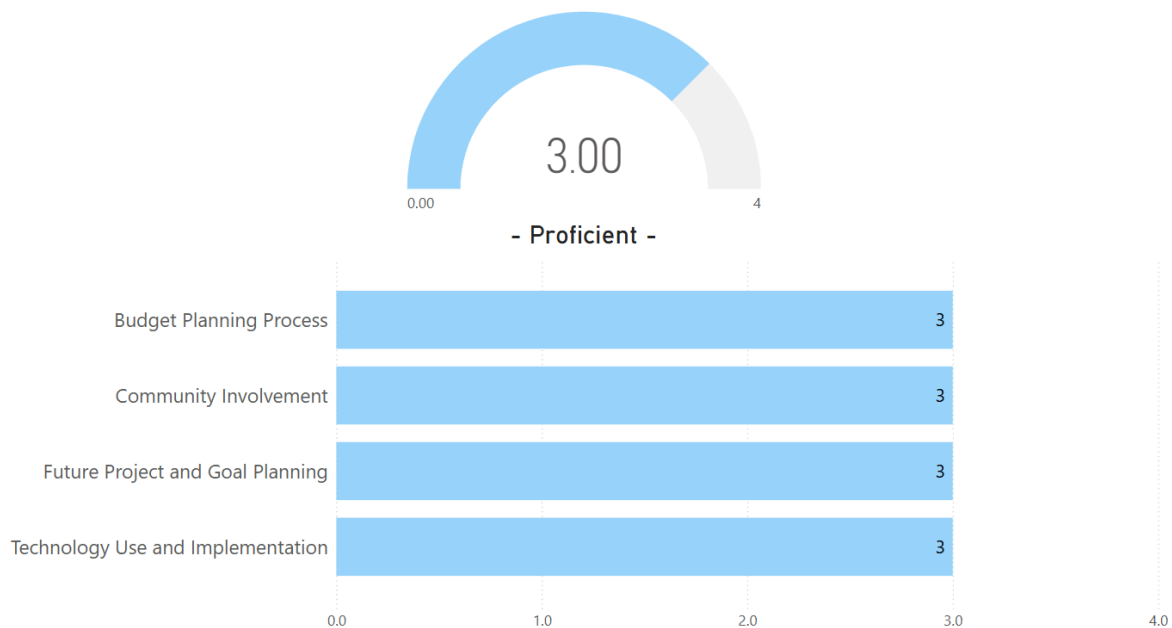 3.00
0.00 4
- Proficient -
Budget Planning Process 3
Community Involvement 3
Future Project and Goal Planning 3
Technology Use and Implementation 3
0.0 1.0 2.0 3.0 4.0